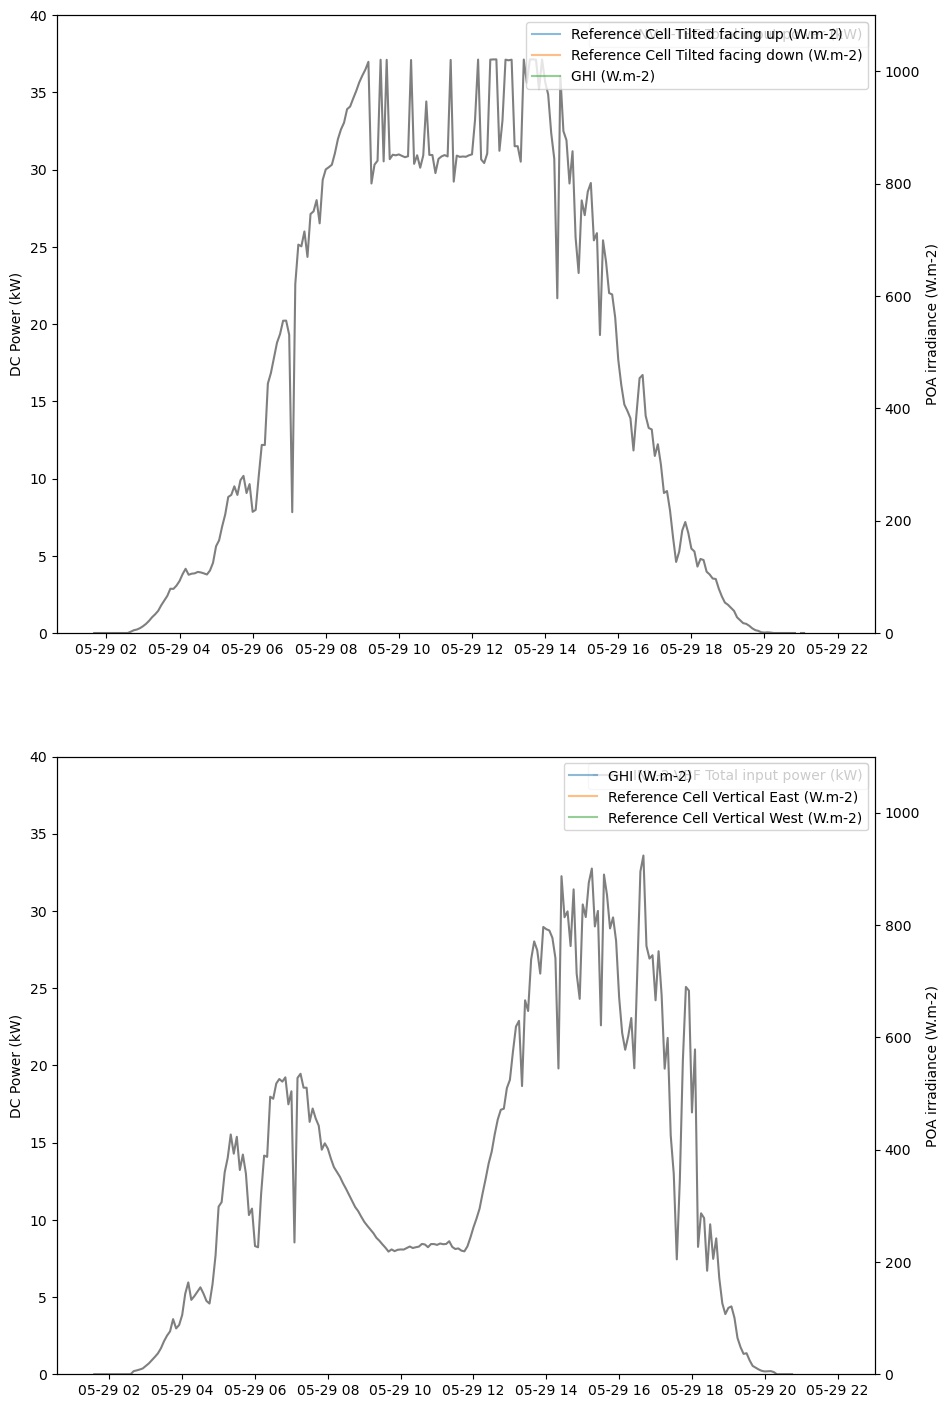 40
35
30
25
20
15
10
5
0
DC Power (kW)
Reference Cell Tilted facing up (W.m-2)
Reference Cell Tilted facing down (W.m-2)
GHI (W.m-2)
1000
800
600
400
200
0
POA irradiance (W.m-2)
05-29 02 05-29 04 05-29 06 05-29 08 05-29 10 05-29 12 05-29 14 05-29 16 05-29 18 05-29 20 05-29 22
40
35
30
25
20
15
10
5
0
DC Power (kW)
GHI (W.m-2) Total input power (kW)
Reference Cell Vertical East (W.m-2)
Reference Cell Vertical West (W.m-2)
1000
800
600
400
200
0
POA irradiance (W.m-2)
05-29 02 05-29 04 05-29 06 05-29 08 05-29 10 05-29 12 05-29 14 05-29 16 05-29 18 05-29 20 05-29 22